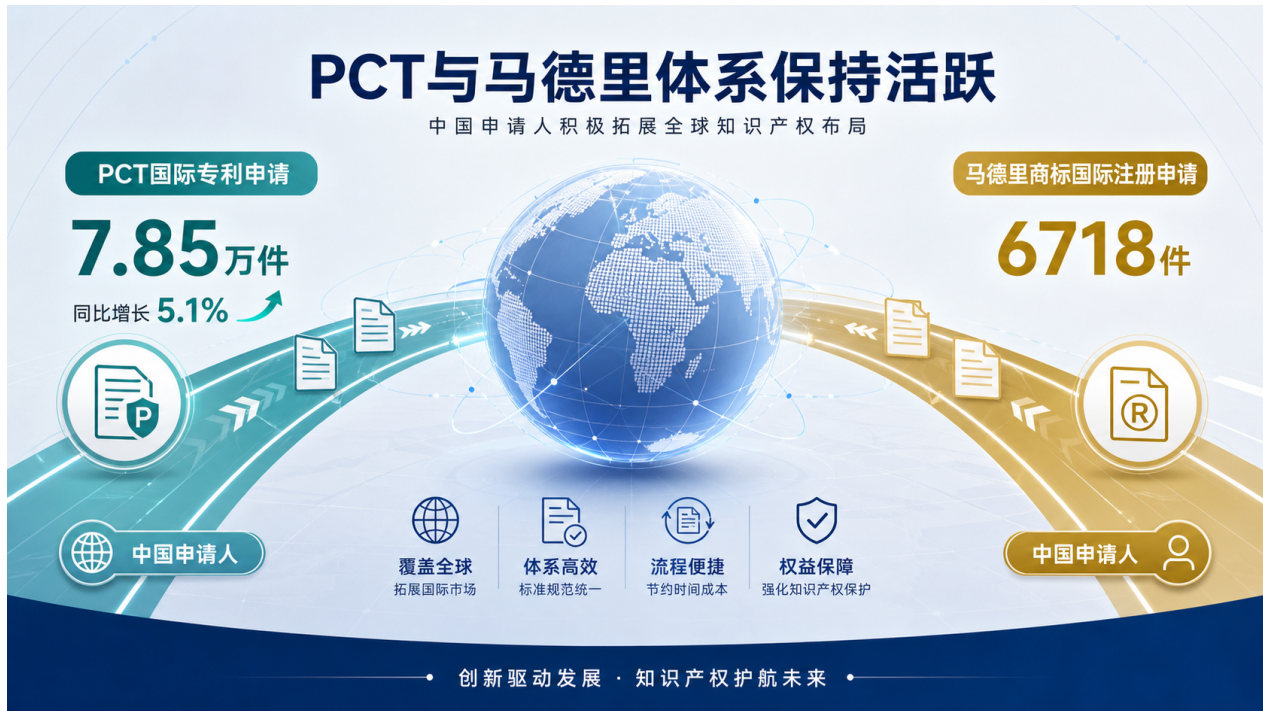 PCT与马德里体系保持活跃
中国申请人积极拓展全球知识产权布局
PCT国际专利申请
7.85万件
同比增长 5.1%
P
中国申请人
马德里商标国际注册申请
6718件
R
中国申请人
覆盖全球
拓展国际市场
体系高效
标准规范统一
流程便捷
节约时间成本
权益保障
强化知识产权保护
创新驱动发展 · 知识产权护航未来